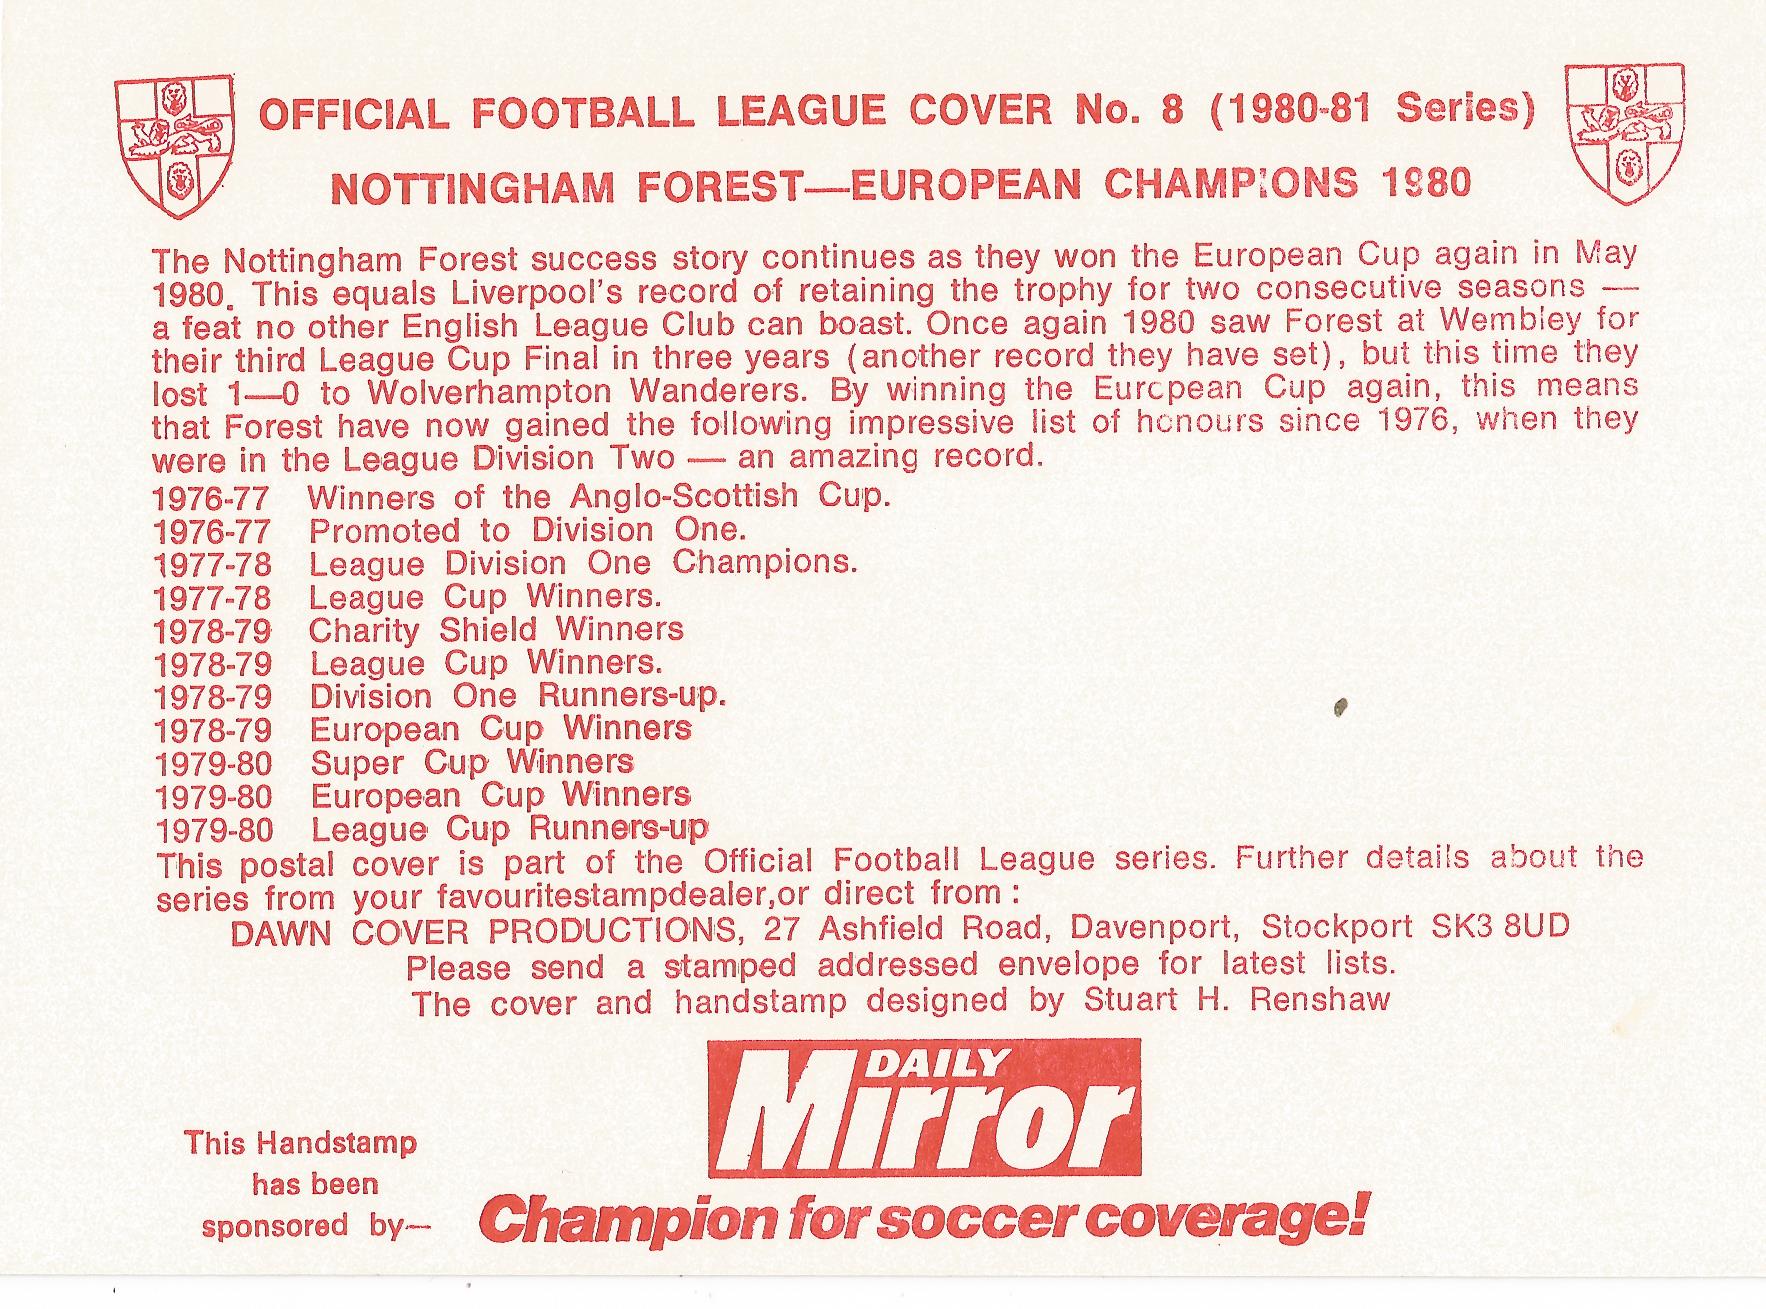 OFFICIAL FOOTBALL LEAGUE COVER No. 8 (1980-81 Series)
NOTTINGHAM FOREST—EUROPEAN CHAMPIONS 1980
The Nottingham Forest success story continues as they won the European Cup again in May
1980. This equals Liverpool's record of retaining the trophy for two consecutive seasons —
a feat no other English League Club can boast. Once again 1980 saw Forest at Wembley for
their third League Cup Final in three years (another record they have set), but this time they
lost 1—0 to Wolverhampton Wanderers. By winning the European Cup again, this means
that Forest have now gained the following impressive list of honours since 1976, when they
were in the League Division Two — an amazing record.
1976-77 Winners of the Anglo-Scottish Cup.
1976-77 Promoted to Division One.
1977-78 League Division One Champions.
1977-78 League Cup Winners.
1978-79 Charity Shield Winners
1978-79 League Cup Winners.
1978-79 Division One Runners-up.
1978-79 European Cup Winners
1979-80 Super Cup Winners
1979-80 European Cup Winners
1979-80 League Cup Runners-up
This postal cover is part of the Official Football League series. Further details about the
series from your favouritestampdealer,or direct from :
DAWN COVER PRODUCTIONS, 27 Ashfield Road, Davenport, Stockport SK3 8UD
Please send a stamped addressed envelope for latest lists.
The cover and handstamp designed by Stuart H. Renshaw
DAILY
Mirror
This Handstamp
has been
sponsored by—
Champion for soccer coverage!